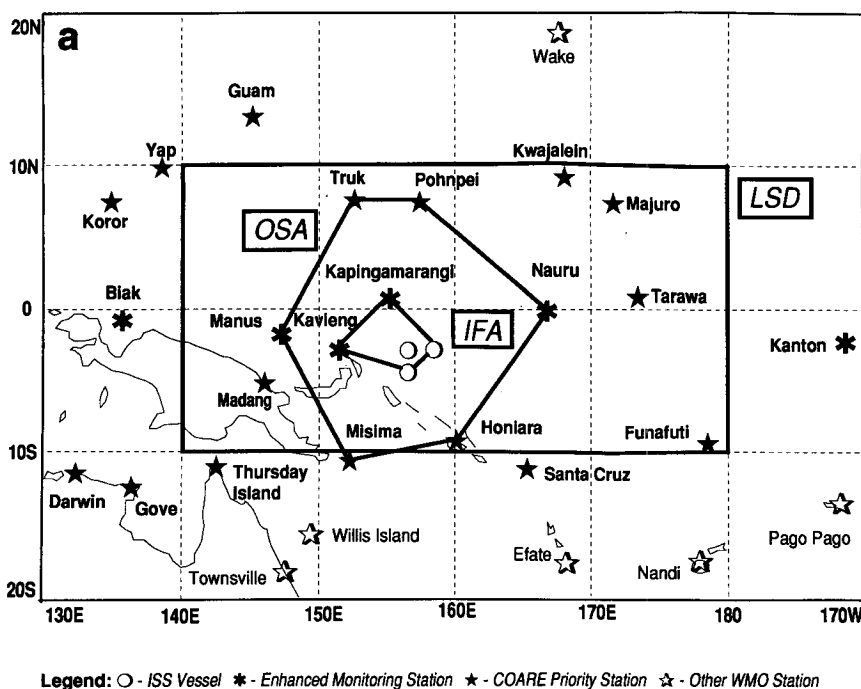 a
20N
Wake
Guam
Yap
10N
Kwajalein
Truk
Pohnpei
LSD
Koror
Majuro
OSA
Kapingamarangi
Nauru
Biak
Tarawa
0
Manus
Kavieng
IFA
Kanton
Madang
Misima
Honiara
Funafuti
10S
Thursday
Island
Santa Cruz
Darwin
Gove
Willis Island
Pago Pago
Efate
Townsville
Nandi
20S
130E 140E 150E 160E 170E 180 170W
Legend: - ISS Vessel - Enhanced Monitoring Station - COARE Priority Station - Other WMO Station